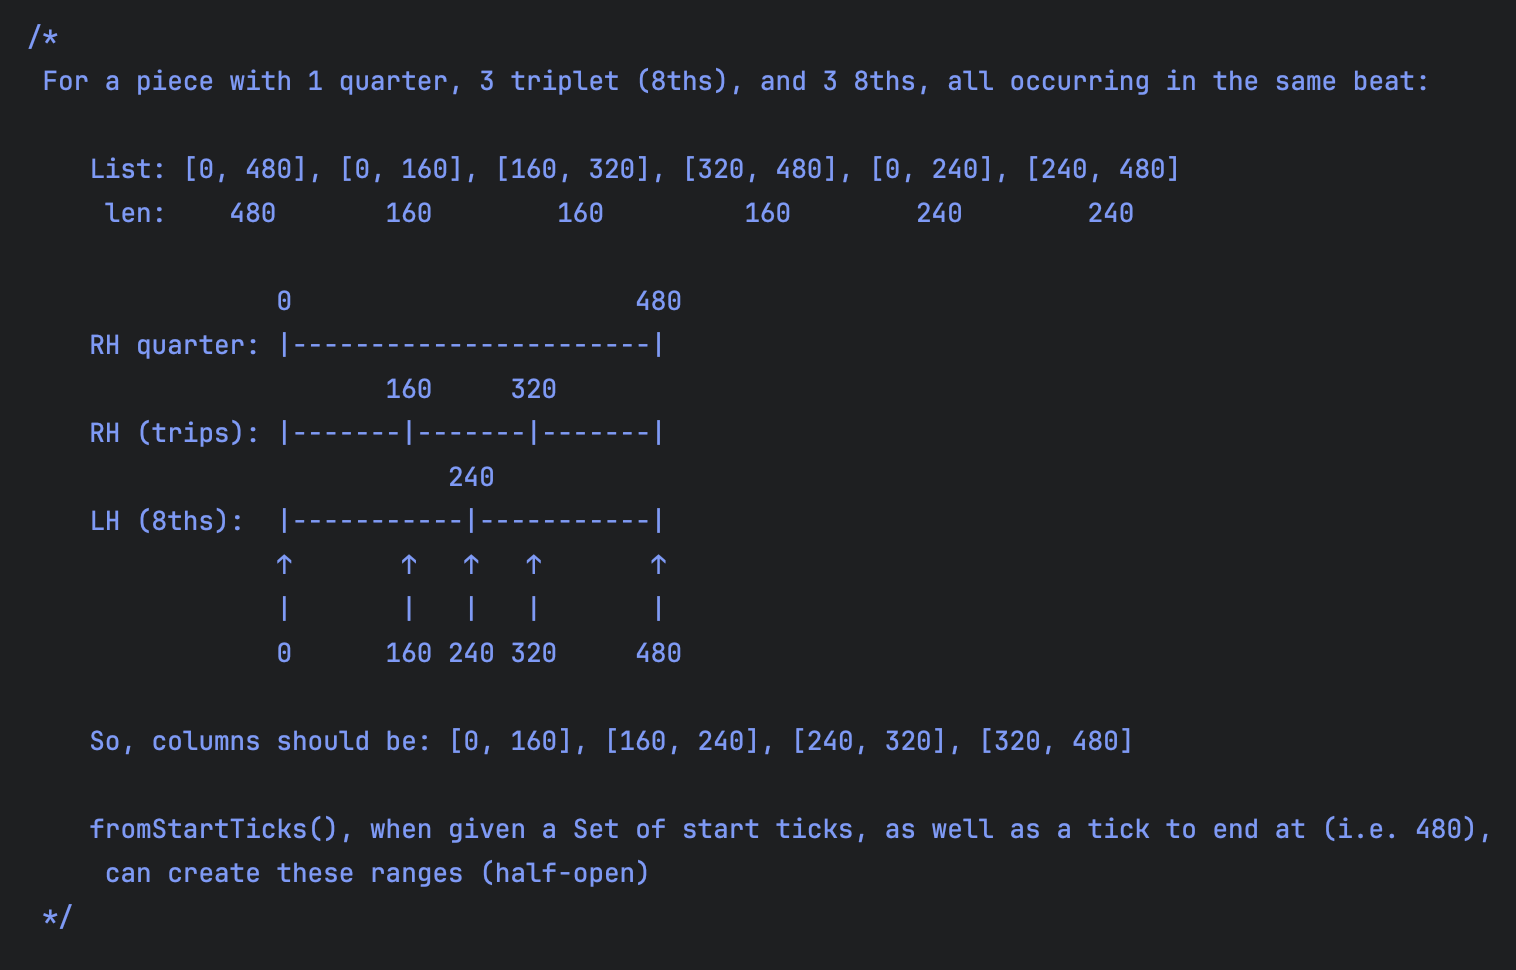 /*
 For a piece with 1 quarter, 3 triplet (8ths), and 3 8ths, all occurring in the same beat:

    List: [0, 480], [0, 160], [160, 320], [320, 480], [0, 240], [240, 480]
     len:    480       160        160         160        240        240

                0                      480
    RH quarter: |-----------------------|
                       160     320
    RH (trips): |-------|-------|-------|
                           240
    LH (8ths):  |-----------|-----------|
                ↑       ↑   ↑   ↑       ↑
                |       |   |   |       |
                0      160 240 320     480

    So, columns should be: [0, 160], [160, 240], [240, 320], [320, 480]

    fromStartTicks(), when given a Set of start ticks, as well as a tick to end at (i.e. 480),
     can create these ranges (half-open)
 */